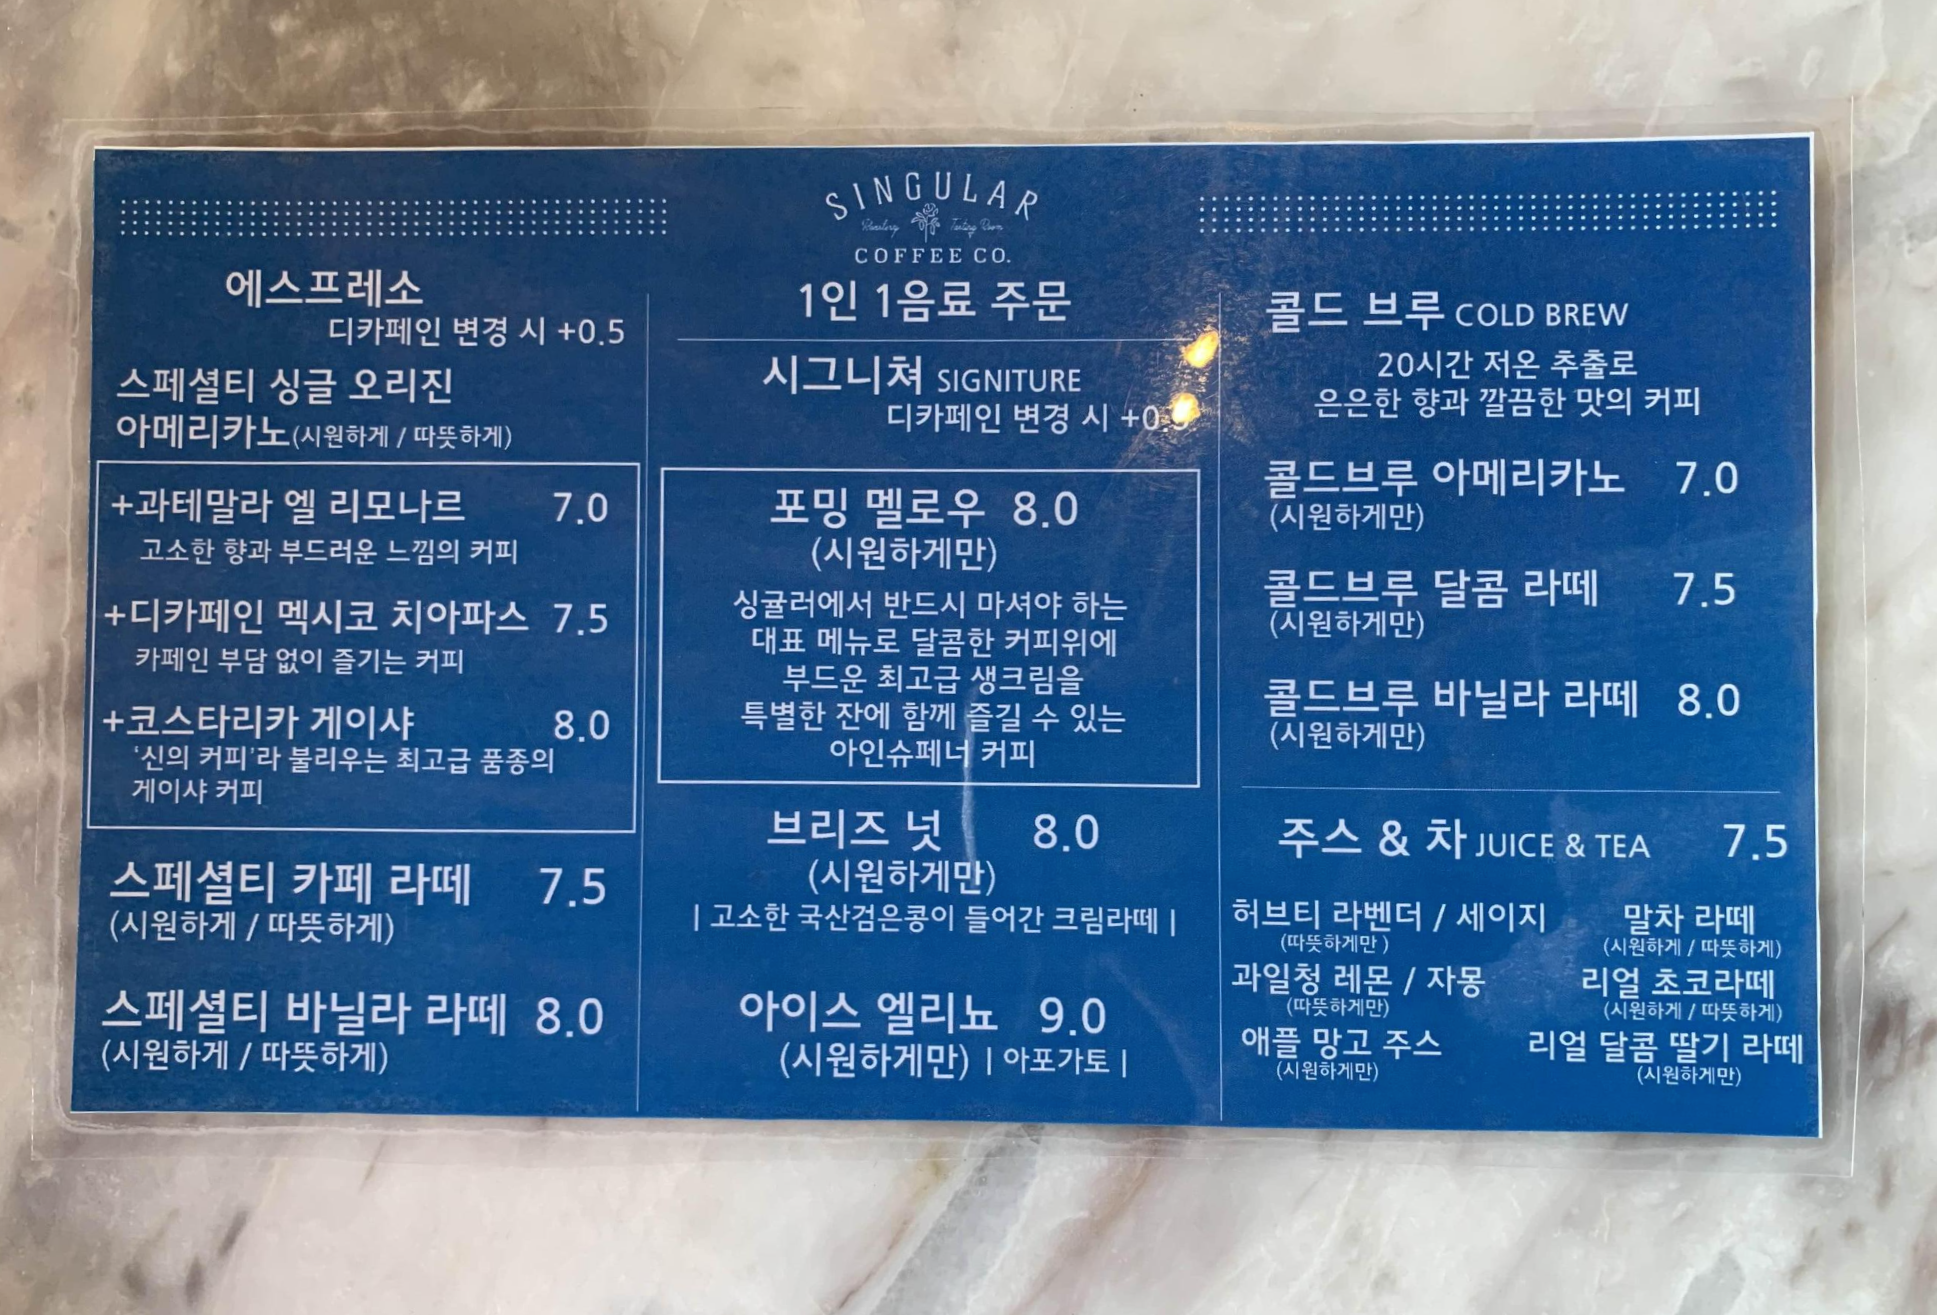 SINGULAR
Roastery Tasting Room
COFFEE CO.
1인 1음료 주문
에스프레소
디카페인 변경 시 +0.5
스페셜티 싱글 오리진
아메리카노(시원하게 / 따뜻하게)
+과테말라 엘 리모나르 7.0
고소한 향과 부드러운 느낌의 커피
+디카페인 멕시코 치아파스 7.5
카페인 부담 없이 즐기는 커피
+코스타리카 게이샤 8.0
'신의 커피'라 불리우는 최고급 품종의
게이샤 커피
스페셜티 카페 라떼 7.5
(시원하게 / 따뜻하게)
스페셜티 바닐라 라떼 8.0
(시원하게 / 따뜻하게)
시그니쳐 SIGNITURE
디카페인 변경 시 +0.5
포밍 멜로우 8.0
(시원하게만)
싱귤러에서 반드시 마셔야 하는
대표 메뉴로 달콤한 커피위에
부드운 최고급 생크림을
특별한 잔에 함께 즐길 수 있는
아인슈페너 커피
브리즈 넛 8.0
(시원하게만)
| 고소한 국산검은콩이 들어간 크림라떼 |
아이스 엘리뇨 9.0
(시원하게만) | 아포가토 |
콜드 브루 COLD BREW
20시간 저온 추출로
은은한 향과 깔끔한 맛의 커피
콜드브루 아메리카노 7.0
(시원하게만)
콜드브루 달콤 라떼 7.5
(시원하게만)
콜드브루 바닐라 라떼 8.0
(시원하게만)
주스 & 차 JUICE & TEA 7.5
허브티 라벤더 / 세이지
(따뜻하게만 )
과일청 레몬 / 자몽
(따뜻하게만)
애플 망고 주스
(시원하게만)
말차 라떼
(시원하게 / 따뜻하게)
리얼 초코라떼
(시원하게 / 따뜻하게)
리얼 달콤 딸기 라떼
(시원하게만)